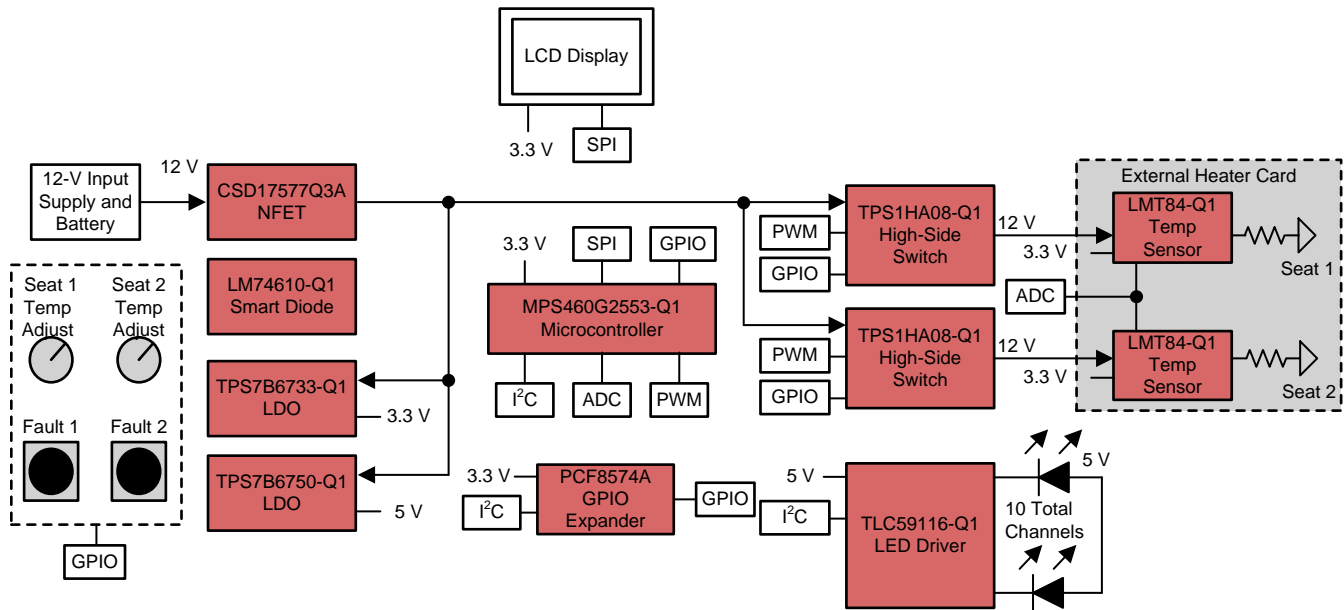 LCD Display
3.3 V
SPI
12-V Input
Supply and
Battery
12 V
CSD17577Q3A
NFET
LM74610-Q1
Smart Diode
TPS7B6733-Q1
LDO
3.3 V
TPS7B6750-Q1
LDO
5 V
Seat 1
Temp
Adjust
Seat 2
Temp
Adjust
Fault 1
Fault 2
GPIO
3.3 V
SPI
GPIO
MPS460G2553-Q1
Microcontroller
I²C
ADC
PWM
3.3 V
I²C
PCF8574A
GPIO
Expander
GPIO
PWM
GPIO
TPS1HA08-Q1
High-Side
Switch
12 V
3.3 V
PWM
GPIO
TPS1HA08-Q1
High-Side
Switch
12 V
3.3 V
ADC
External Heater Card
LMT84-Q1
Temp
Sensor
Seat 1
LMT84-Q1
Temp
Sensor
Seat 2
5 V
I²C
TLC59116-Q1
LED Driver
10 Total
Channels
5 V